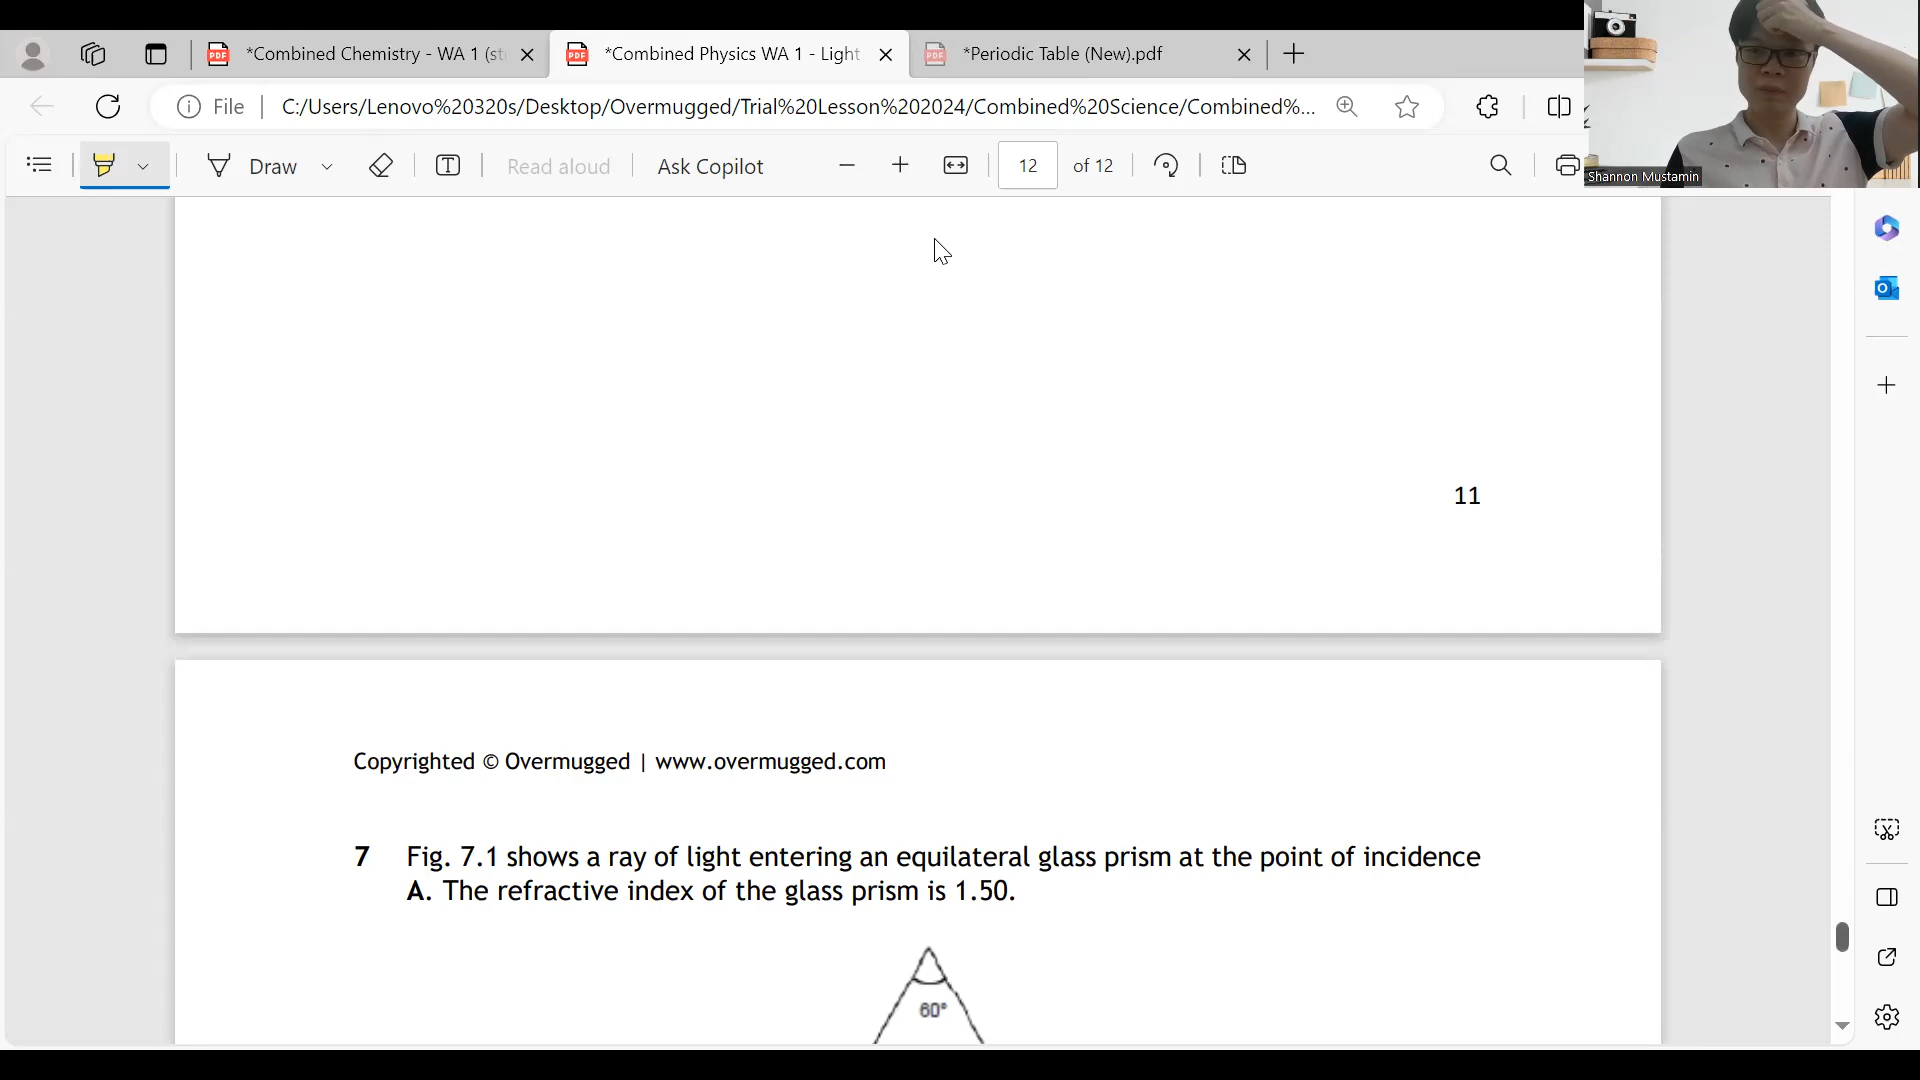 *Combined Chemistry - WA 1 (st
*Combined Physics WA 1 - Light
*Periodic Table (New).pdf
File
C:/Users/Lenovo%20320s/Desktop/Overmugged/Trial%20Lesson%202024/Combined%20Science/Combined%...
Draw
Read aloud
Ask Copilot
12
of 12
Shannon Mustamin
11
Copyrighted © Overmugged | www.overmugged.com
7 Fig. 7.1 shows a ray of light entering an equilateral glass prism at the point of incidence
A. The refractive index of the glass prism is 1.50.
60°